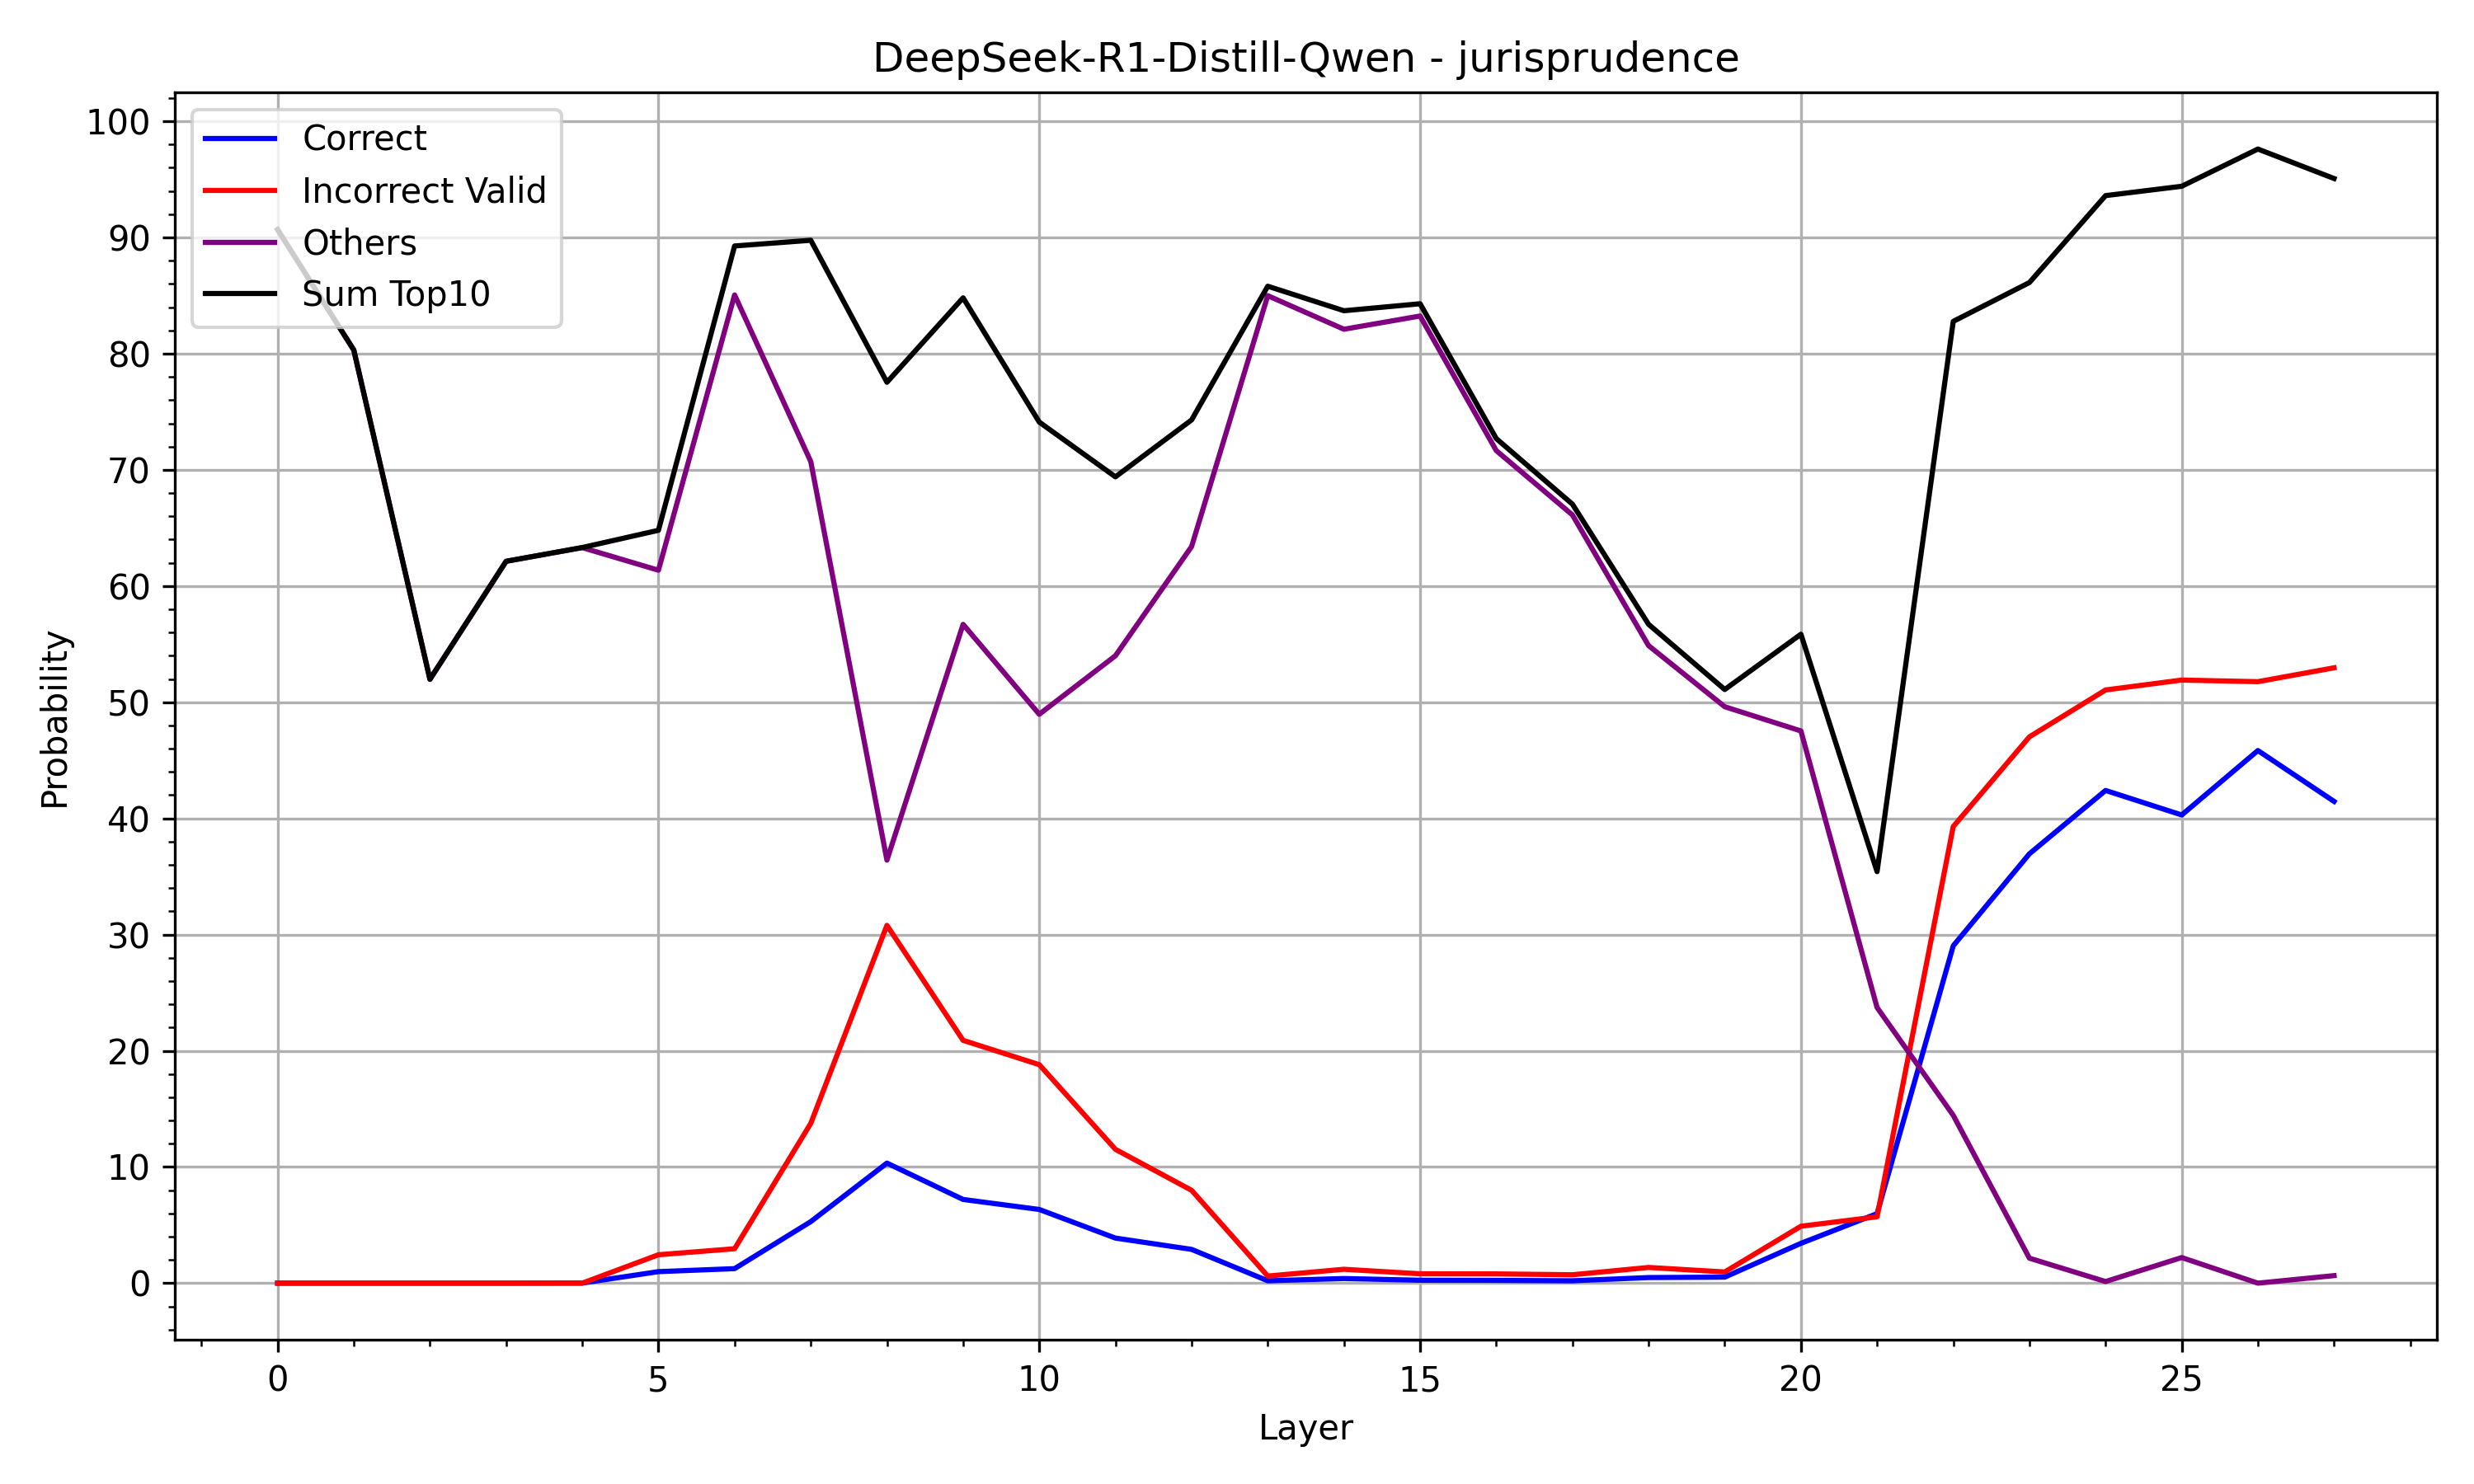 DeepSeek-R1-Distill-Qwen - jurisprudence
Correct
Incorrect Valid
Others
Sum Top10
100
90
80
70
60
50
40
30
20
10
0
Probability
0 5 10 15 20 25
Layer